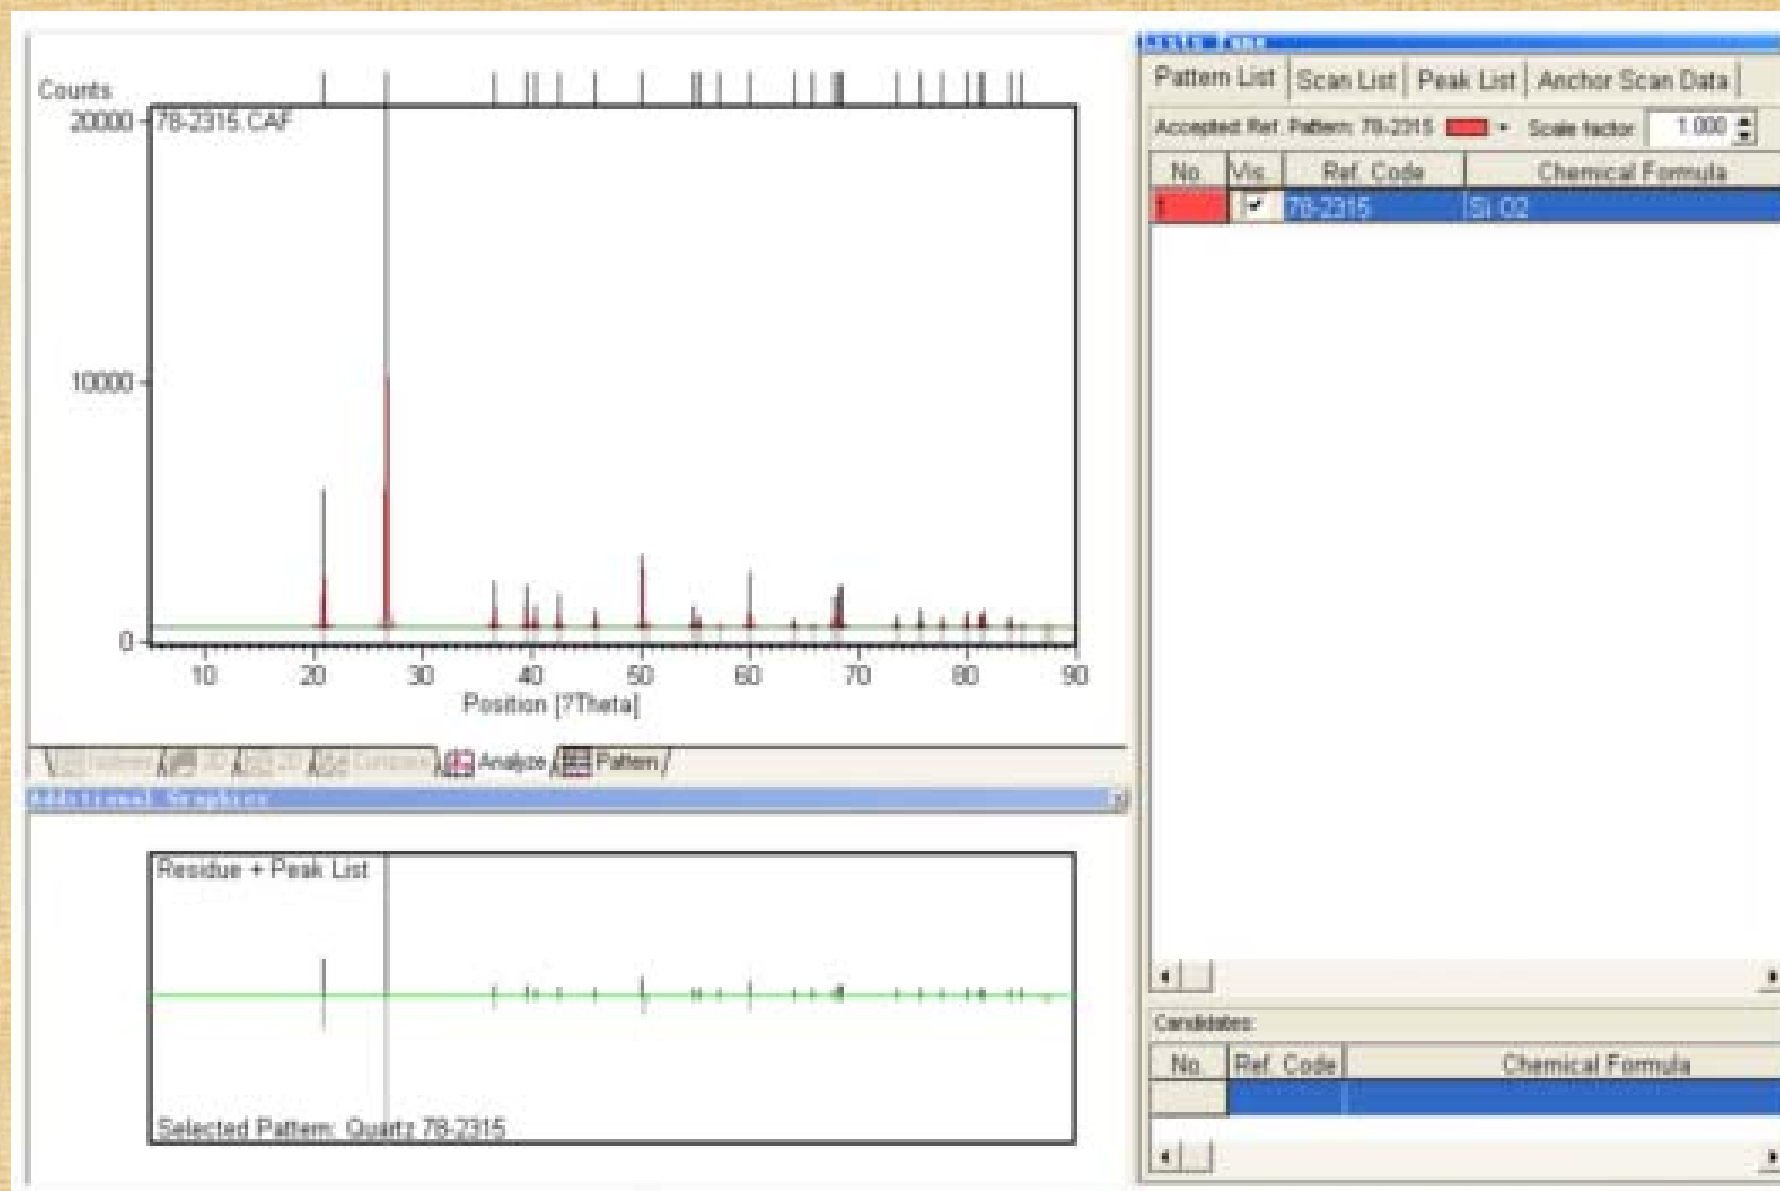 Counts
20000
78-2315.CAF
10000
0
10 20 30 40 50 60 70 80 90
Position [?Theta]
Analyze Pattern
Additional Graphics
Residue + Peak List
Selected Pattern: Quartz 78-2315
Pattern List Scan List Peak List Anchor Scan Data
Accepted Ref. Pattern: 78-2315 Scale factor 1.000
No. Vis. Ref. Code Chemical Formula
1 78-2315 Si O2
Candidates:
No. Ref. Code Chemical Formula